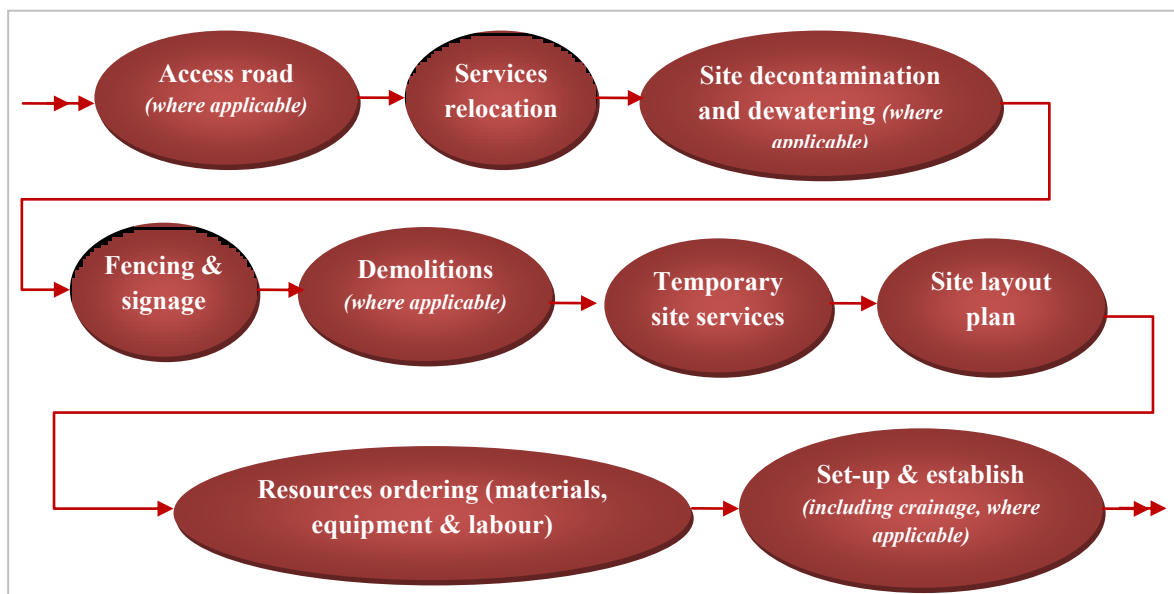 Access road
(where applicable)
Services
relocation
Site decontamination
and dewatering (where
applicable)
Fencing &
signage
Demolitions
(where applicable)
Temporary
site services
Site layout
plan
Resources ordering (materials,
equipment & labour)
Set-up & establish
(including crainage, where
applicable)